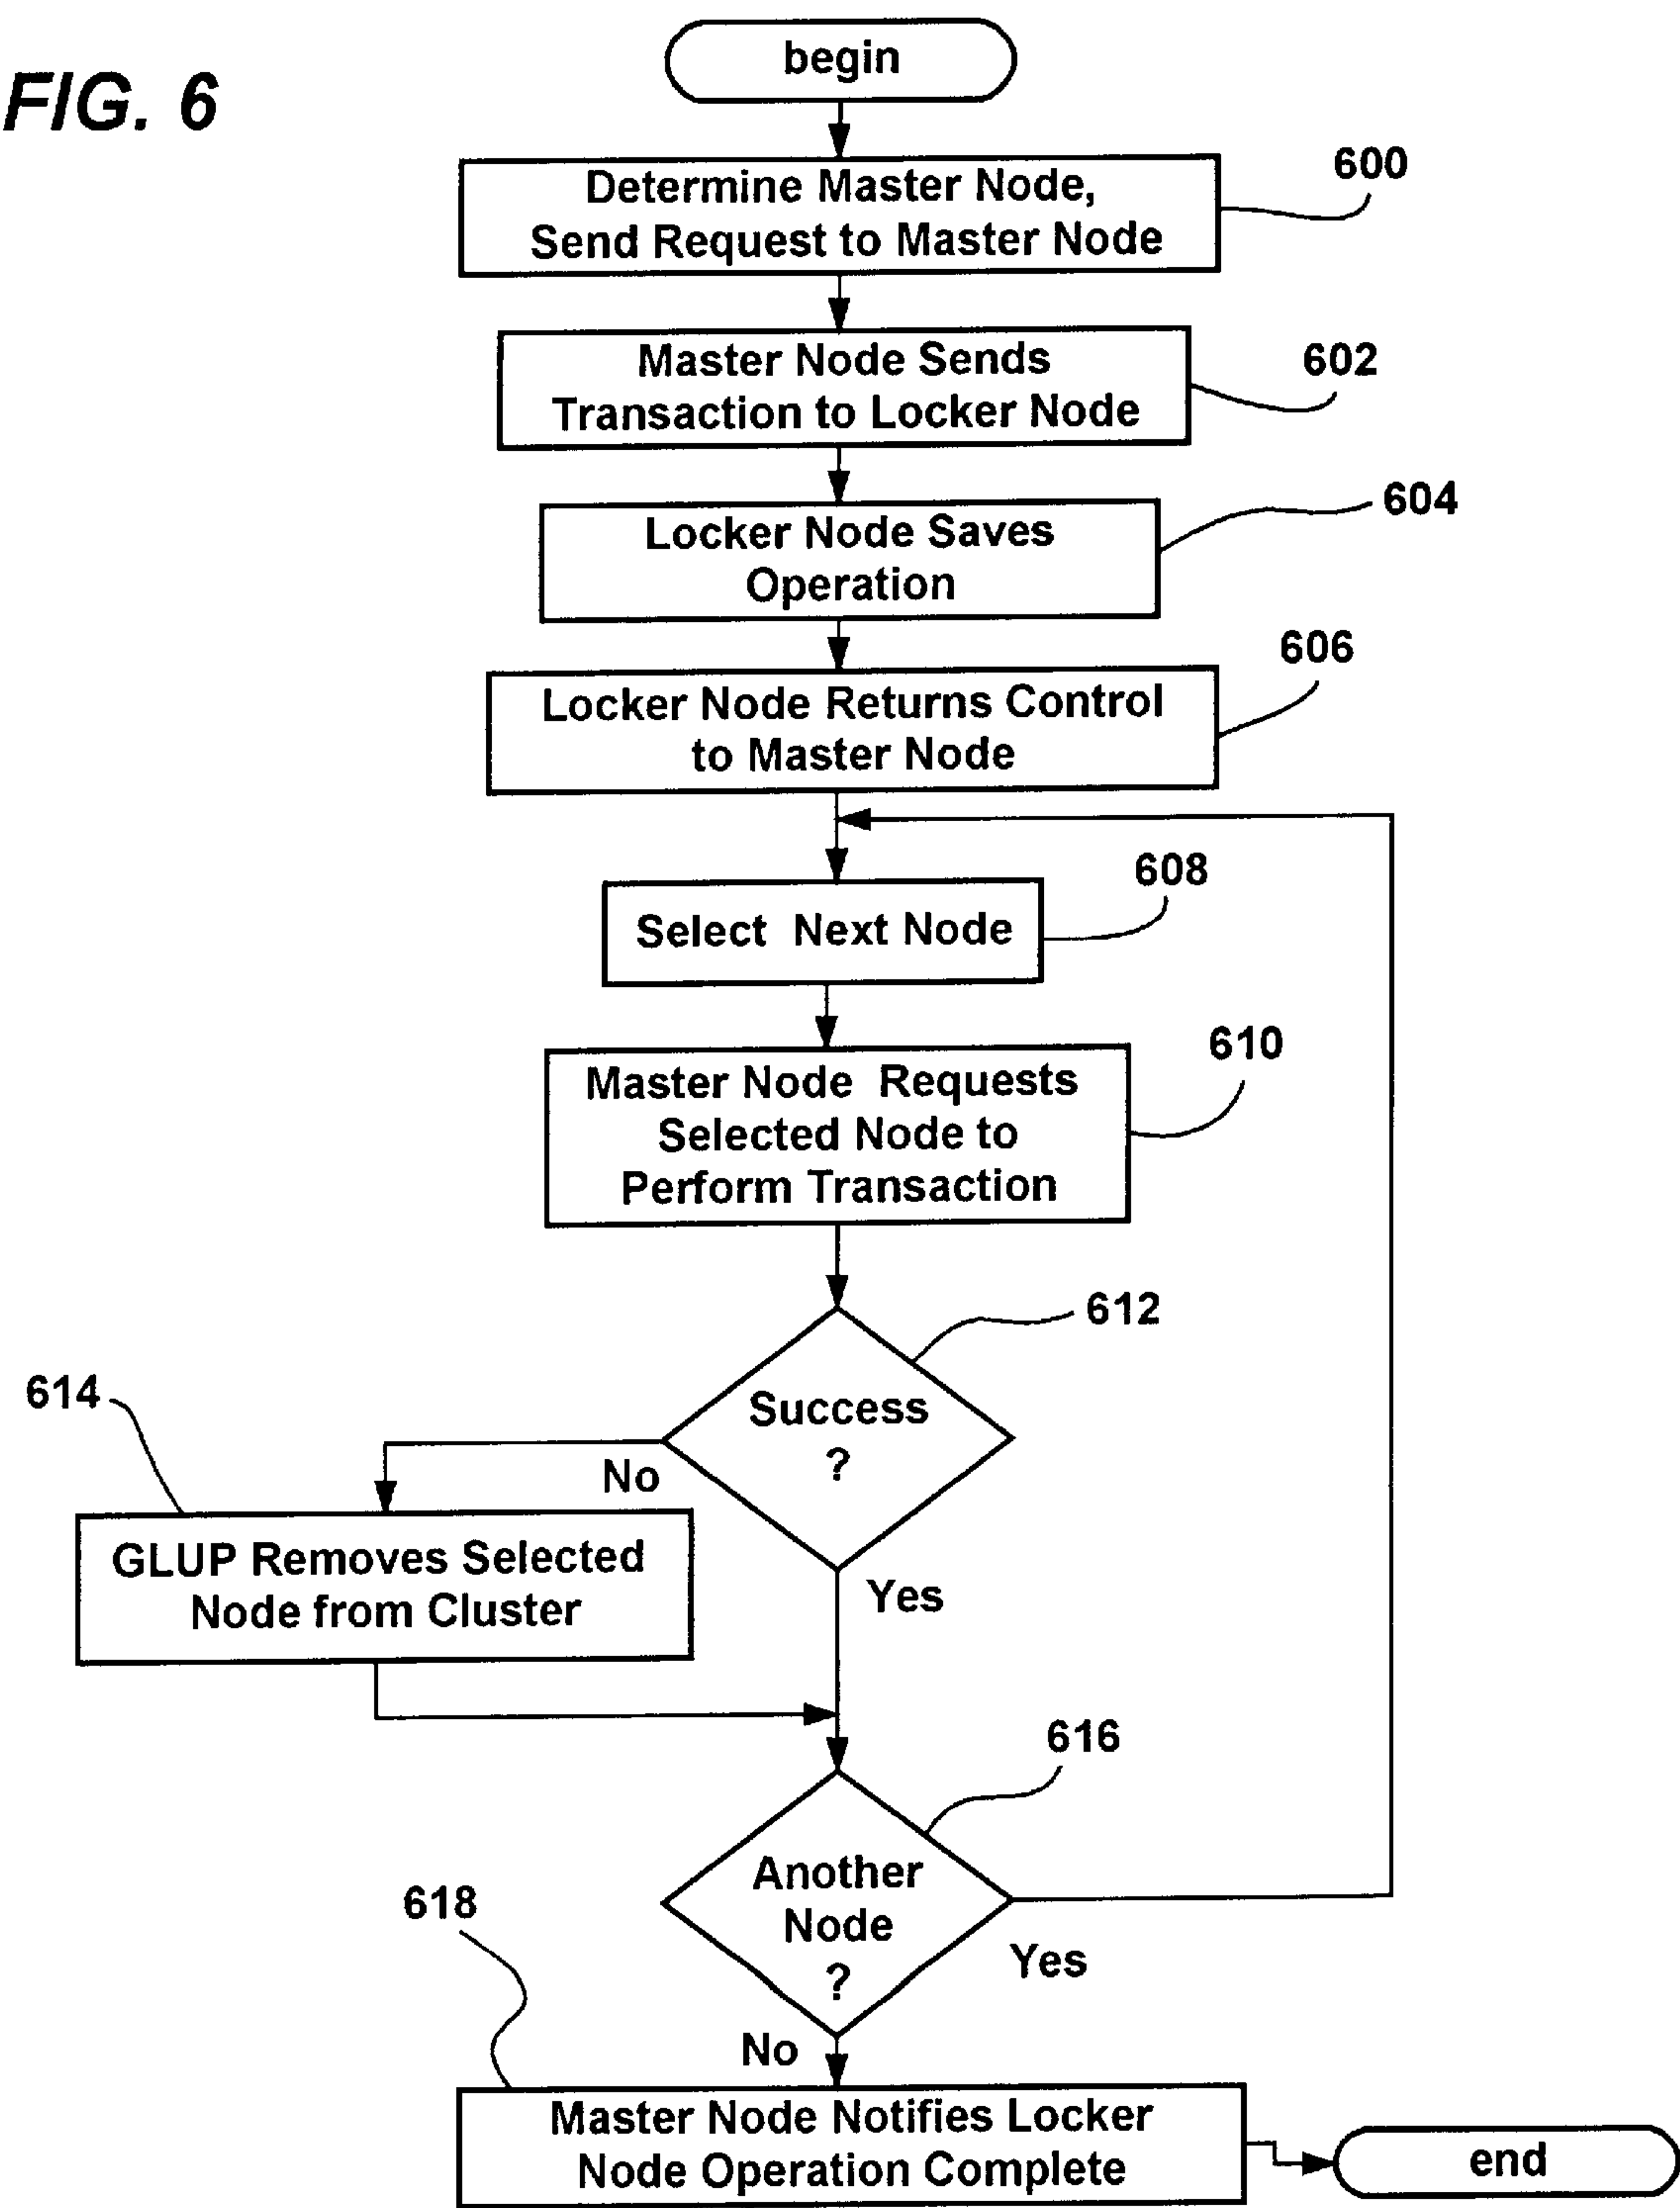 FIG. 6
begin
Determine Master Node,
Send Request to Master Node
600
Master Node Sends
Transaction to Locker Node
602
Locker Node Saves
Operation
604
Locker Node Returns Control
to Master Node
606
Select Next Node
608
Master Node Requests
Selected Node to
Perform Transaction
610
Success
?
612
No
Yes
614
GLUP Removes Selected
Node from Cluster
Another
Node
?
616
Yes
No
618
Master Node Notifies Locker
Node Operation Complete
end